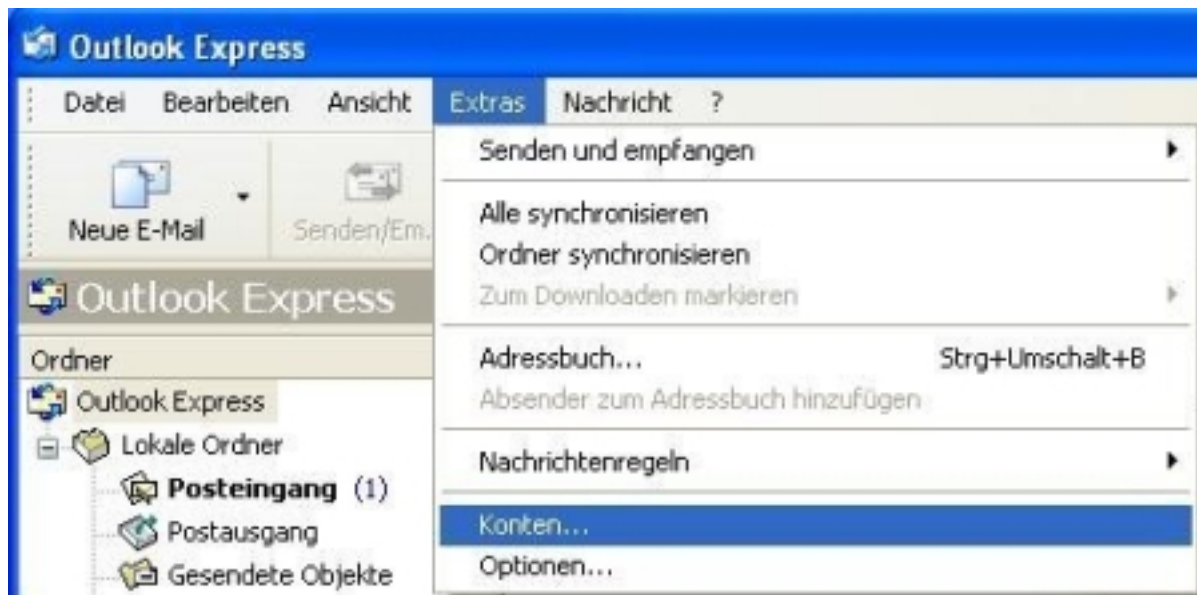 Outlook Express
Datei Bearbeiten Ansicht Extras Nachricht ?
Neue E-Mail
Senden/Em.
Outlook Express
Ordner
Outlook Express
Lokale Ordner
Posteingang (1)
Postausgang
Gesendete Objekte
Senden und empfangen
Alle synchronisieren
Ordner synchronisieren
Zum Downloaden markieren
Adressbuch... Strg+Umschalt+B
Absender zum Adressbuch hinzufügen
Nachrichtenregeln
Konten...
Optionen...